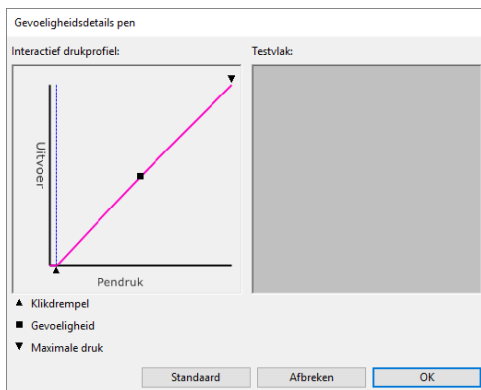 Gevoeligheidsdetails pen
Interactief drukprofiel:
Testvlak:
Uitvoer
Pendruk
Klikdrempel
Gevoeligheid
Maximale druk
Standaard
Afbreken
OK